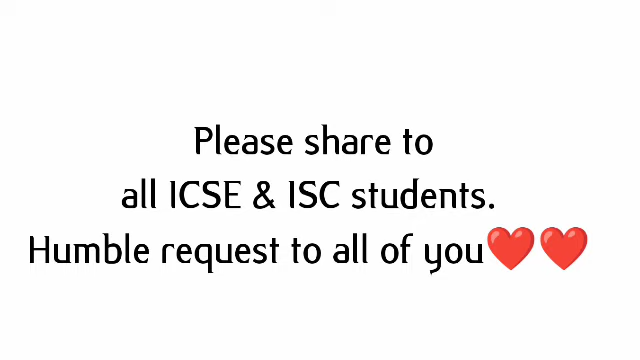 Please share to
all ICSE & ISC students.
Humble request to all of you❤️❤️